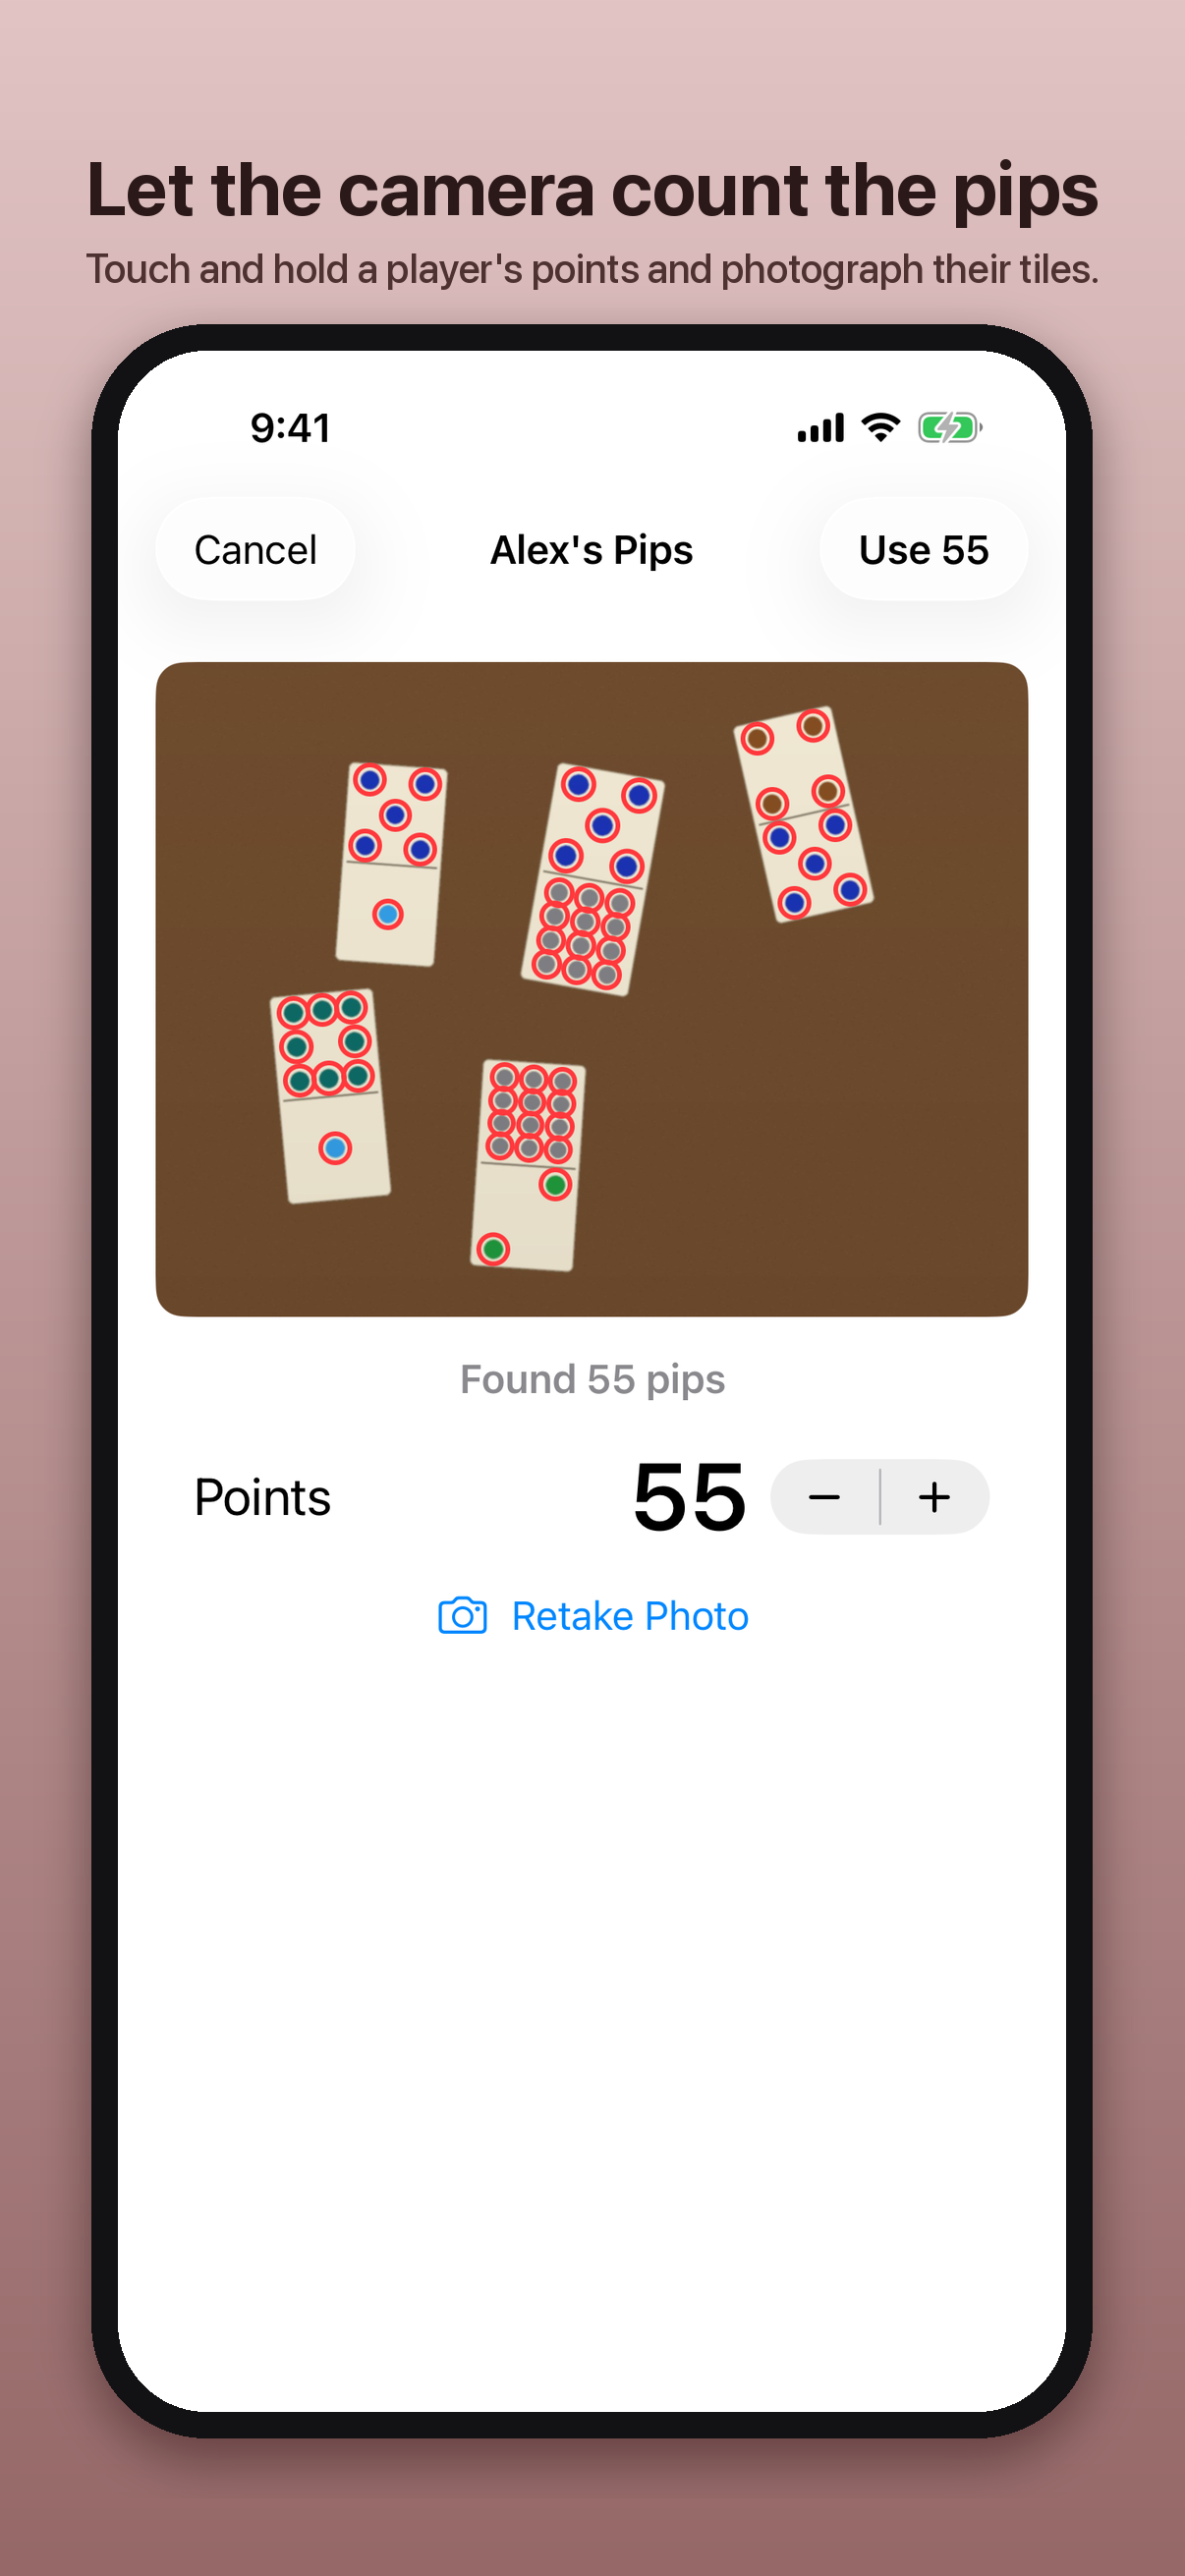 Let the camera count the pips
Touch and hold a player's points and photograph their tiles.
9:41
Cancel
Alex's Pips
Use 55
Found 55 pips
Points
55
Retake Photo